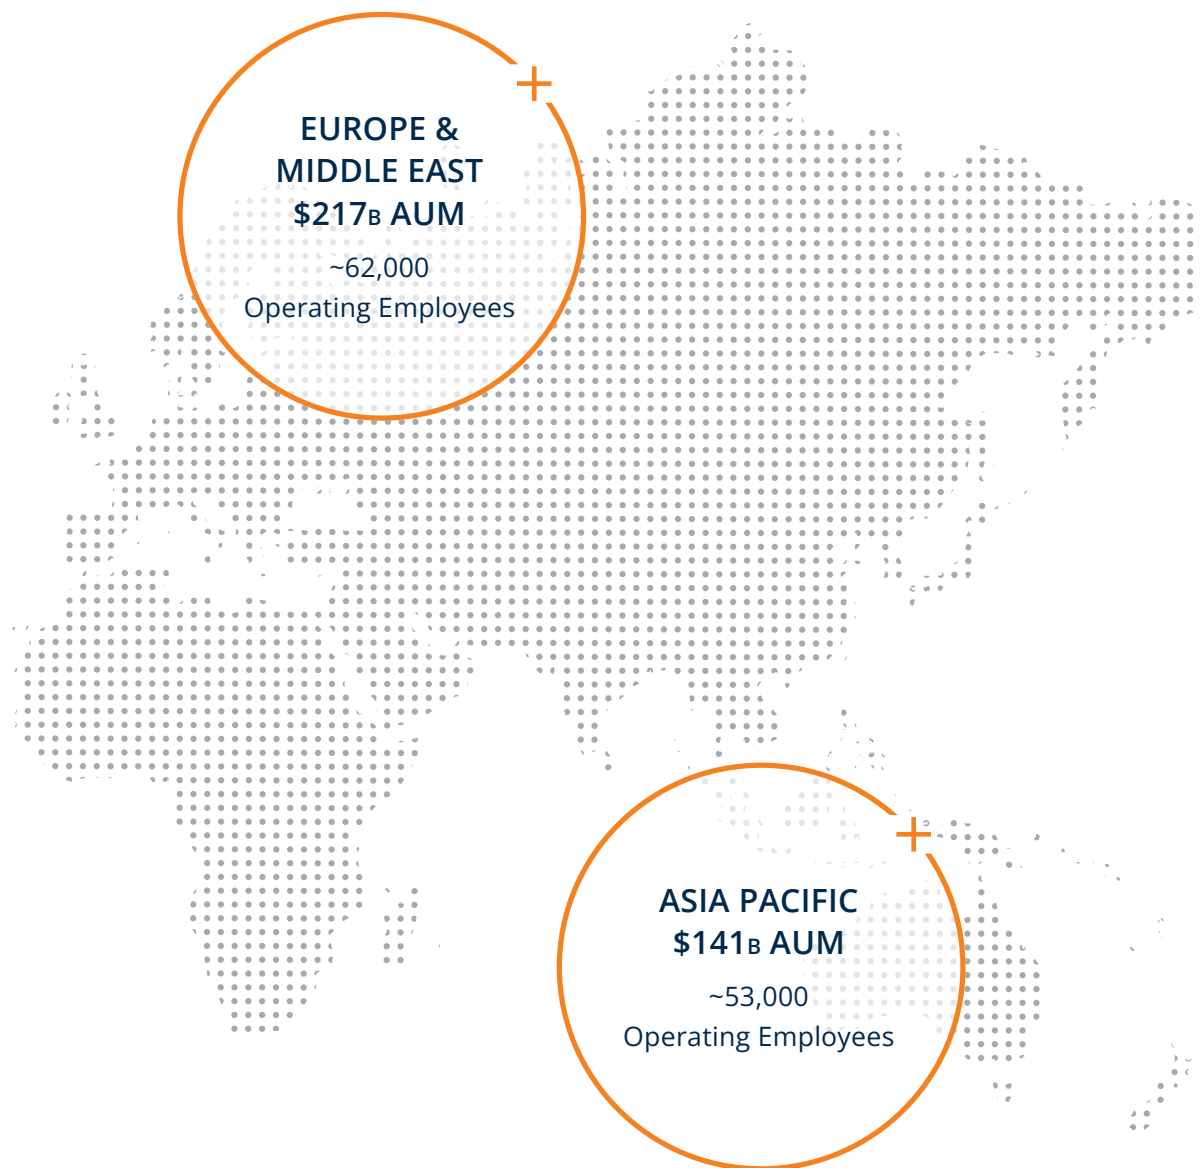 EUROPE &
MIDDLE EAST
$217B AUM
~62,000
Operating Employees
ASIA PACIFIC
$141B AUM
~53,000
Operating Employees